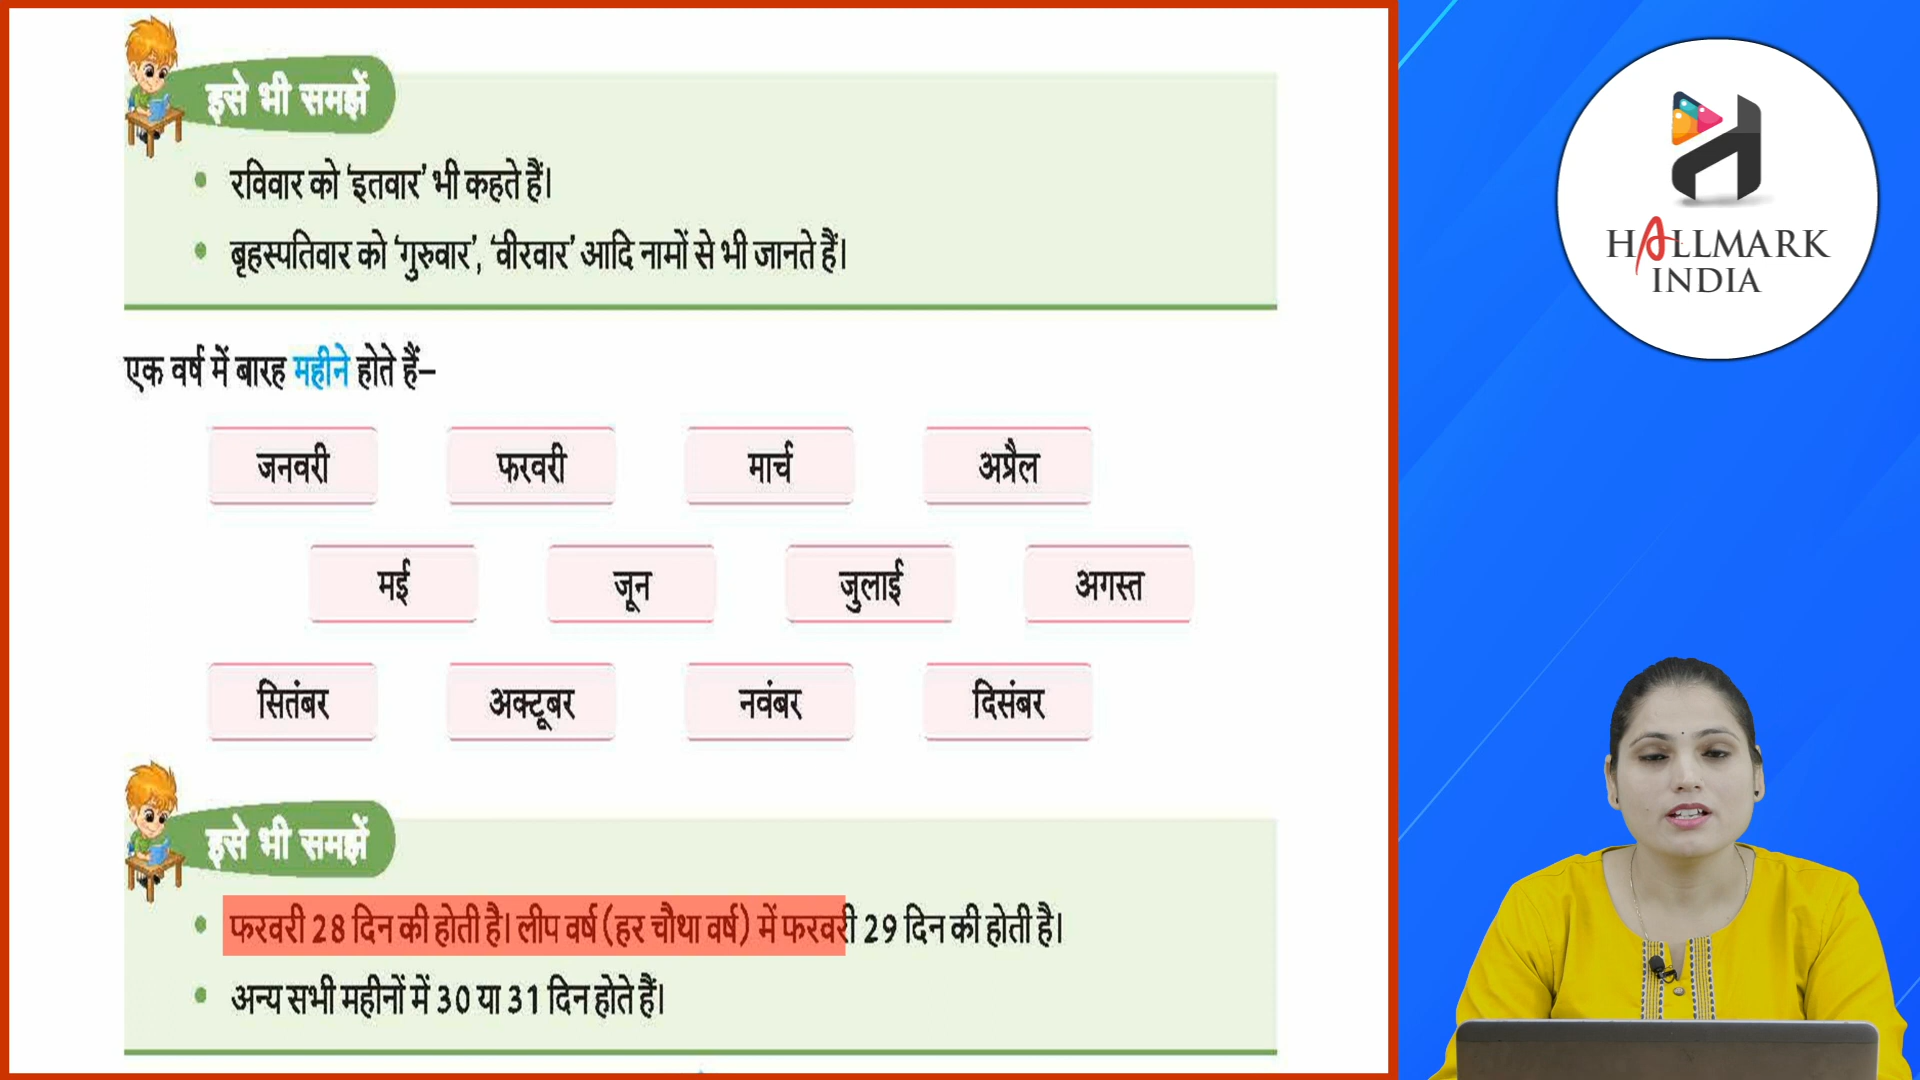 इसे भी समझें
रविवार को ‘इतवार’ भी कहते हैं।
बृहस्पतिवार को ‘गुरुवार’, ‘वीरवार’ आदि नामों से भी जानते हैं।
एक वर्ष में बारह महीने होते हैं–
जनवरी फरवरी मार्च अप्रैल
मई जून जुलाई अगस्त
सितंबर अक्टूबर नवंबर दिसंबर
इसे भी समझें
फरवरी 28 दिन की होती है। लीप वर्ष (हर चौथा वर्ष) में फरवरी 29 दिन की होती है।
अन्य सभी महीनों में 30 या 31 दिन होते हैं।
HALLMARK
INDIA